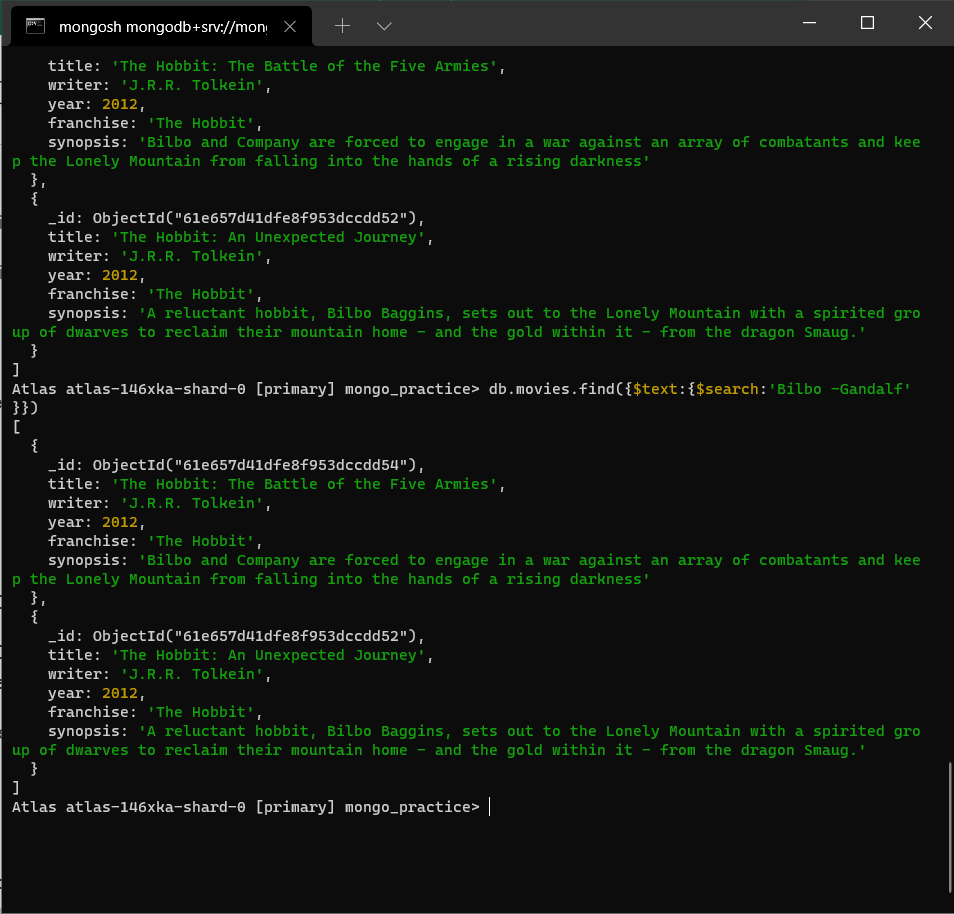 mongosh mongodb+srv://mon
title: 'The Hobbit: The Battle of the Five Armies',
writer: 'J.R.R. Tolkein',
year: 2012,
franchise: 'The Hobbit',
synopsis: 'Bilbo and Company are forced to engage in a war against an array of combatants and kee
p the Lonely Mountain from falling into the hands of a rising darkness'
},
{
_id: ObjectId("61e657d41dfe8f953dccdd52"),
title: 'The Hobbit: An Unexpected Journey',
writer: 'J.R.R. Tolkein',
year: 2012,
franchise: 'The Hobbit',
synopsis: 'A reluctant hobbit, Bilbo Baggins, sets out to the Lonely Mountain with a spirited gro
up of dwarves to reclaim their mountain home - and the gold within it - from the dragon Smaug.'
}
]
Atlas atlas-146xka-shard-0 [primary] mongo_practice> db.movies.find({$text:{$search:'Bilbo -Gandalf'
}})
[
{
_id: ObjectId("61e657d41dfe8f953dccdd54"),
title: 'The Hobbit: The Battle of the Five Armies',
writer: 'J.R.R. Tolkein',
year: 2012,
franchise: 'The Hobbit',
synopsis: 'Bilbo and Company are forced to engage in a war against an array of combatants and kee
p the Lonely Mountain from falling into the hands of a rising darkness'
},
{
_id: ObjectId("61e657d41dfe8f953dccdd52"),
title: 'The Hobbit: An Unexpected Journey',
writer: 'J.R.R. Tolkein',
year: 2012,
franchise: 'The Hobbit',
synopsis: 'A reluctant hobbit, Bilbo Baggins, sets out to the Lonely Mountain with a spirited gro
up of dwarves to reclaim their mountain home - and the gold within it - from the dragon Smaug.'
}
]
Atlas atlas-146xka-shard-0 [primary] mongo_practice>